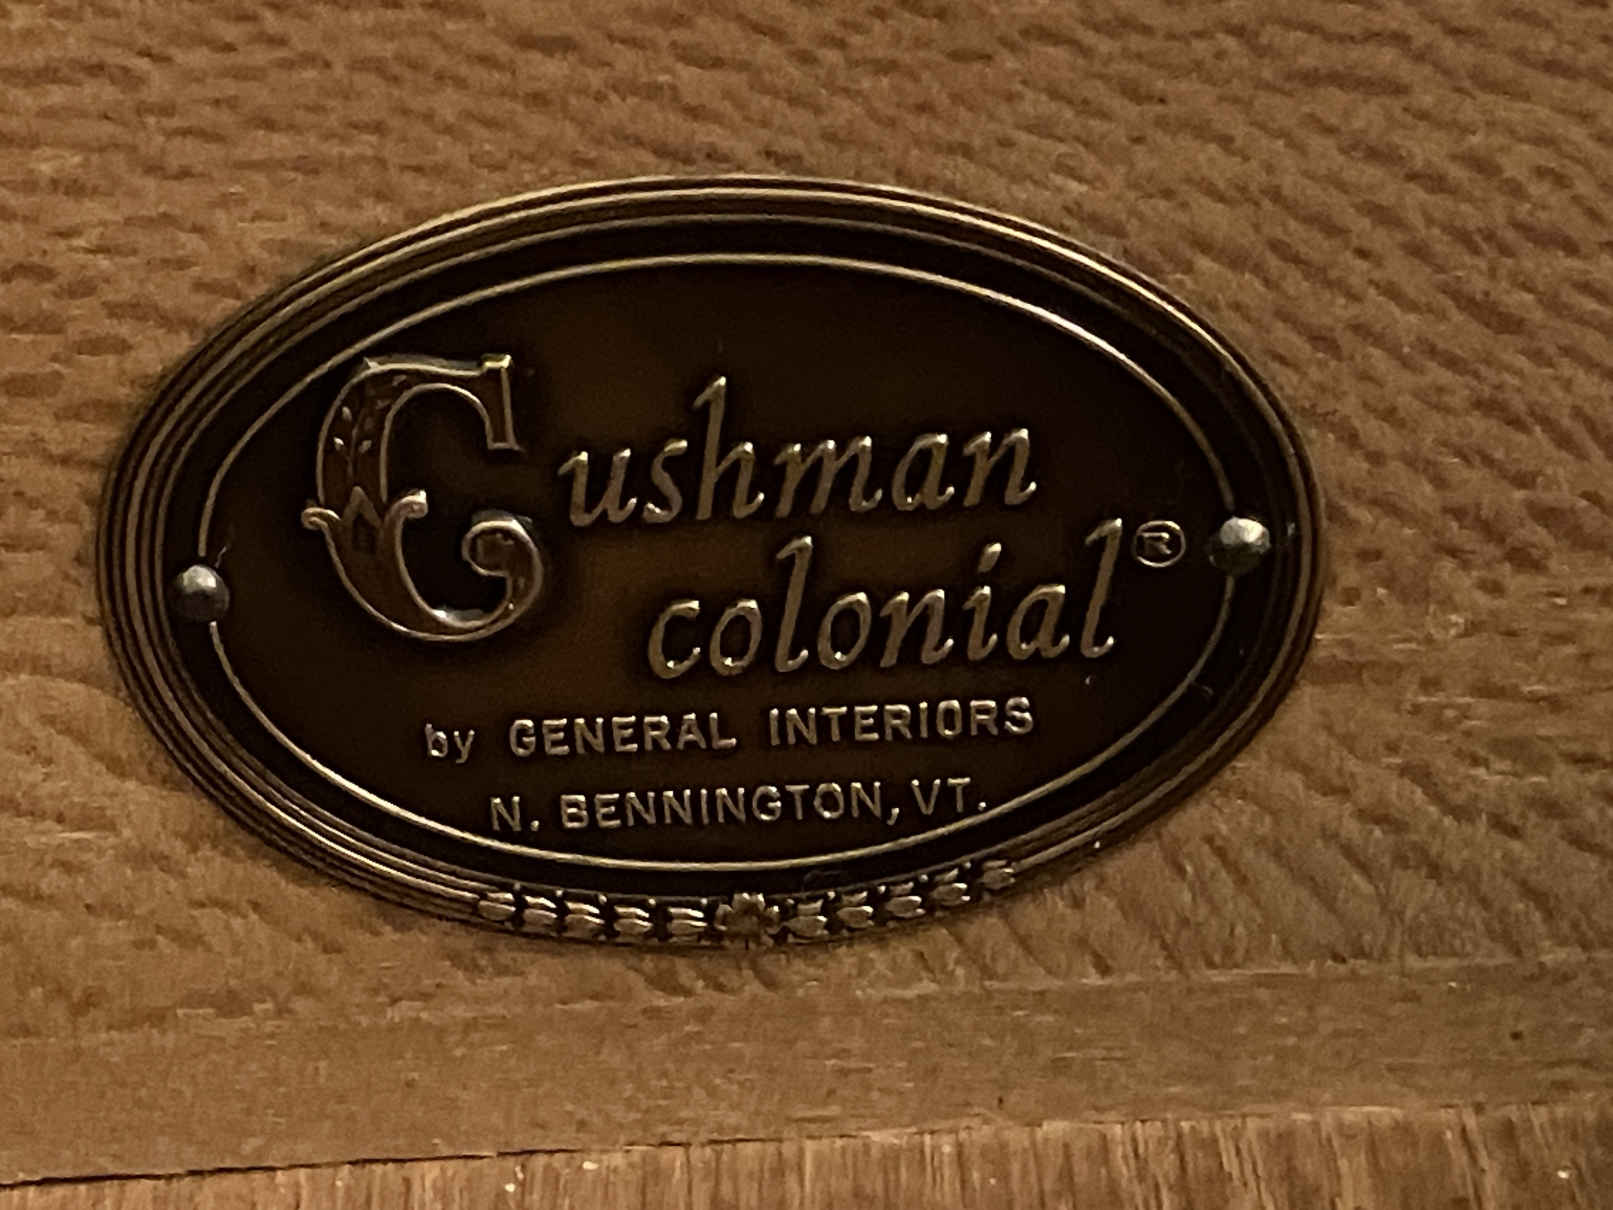 Cushman
colonial®
by GENERAL INTERIORS
N. BENNINGTON, VT.